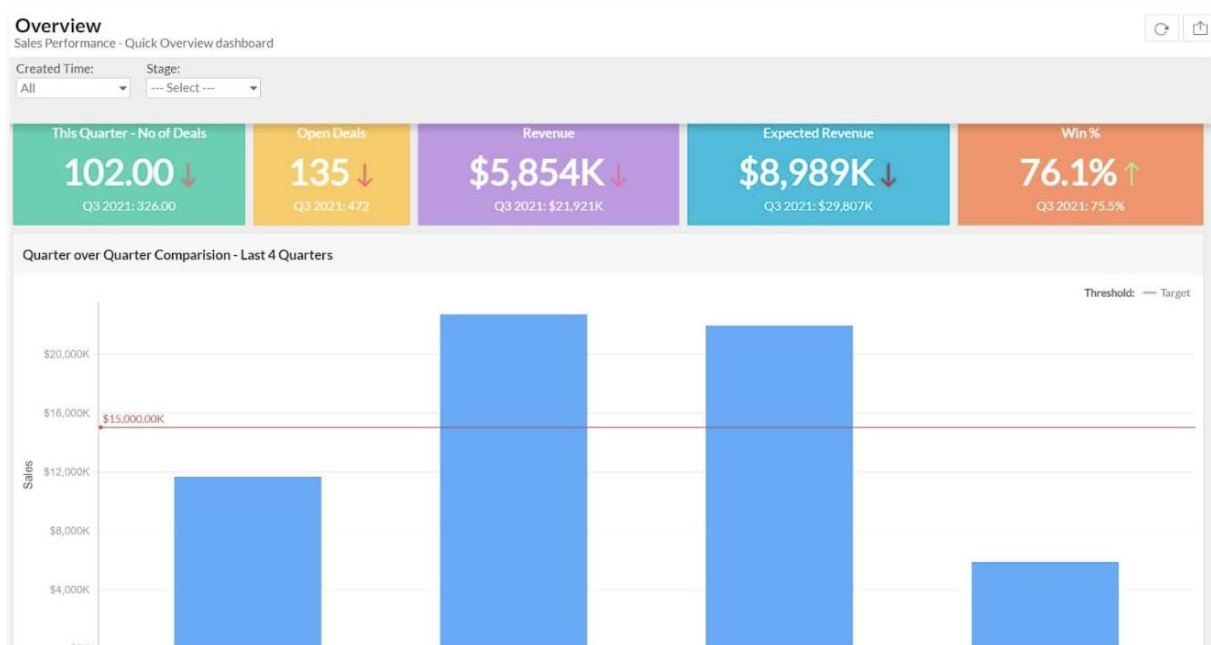 Overview
Sales Performance - Quick Overview dashboard
Created Time: Stage:
All --- Select ---
This Quarter - No of Deals
102.00
Q3 2021: 326.00
Open Deals
135
Q3 2021: 472
Revenue
$5,854K
Q3 2021: $21,921K
Expected Revenue
$8,989K
Q3 2021: $29,807K
Win %
76.1%
Q3 2021: 75.5%
Quarter over Quarter Comparision - Last 4 Quarters
Threshold: Target
$20,000K
$16,000K
$15,000.00K
Sales
$12,000K
$8,000K
$4,000K